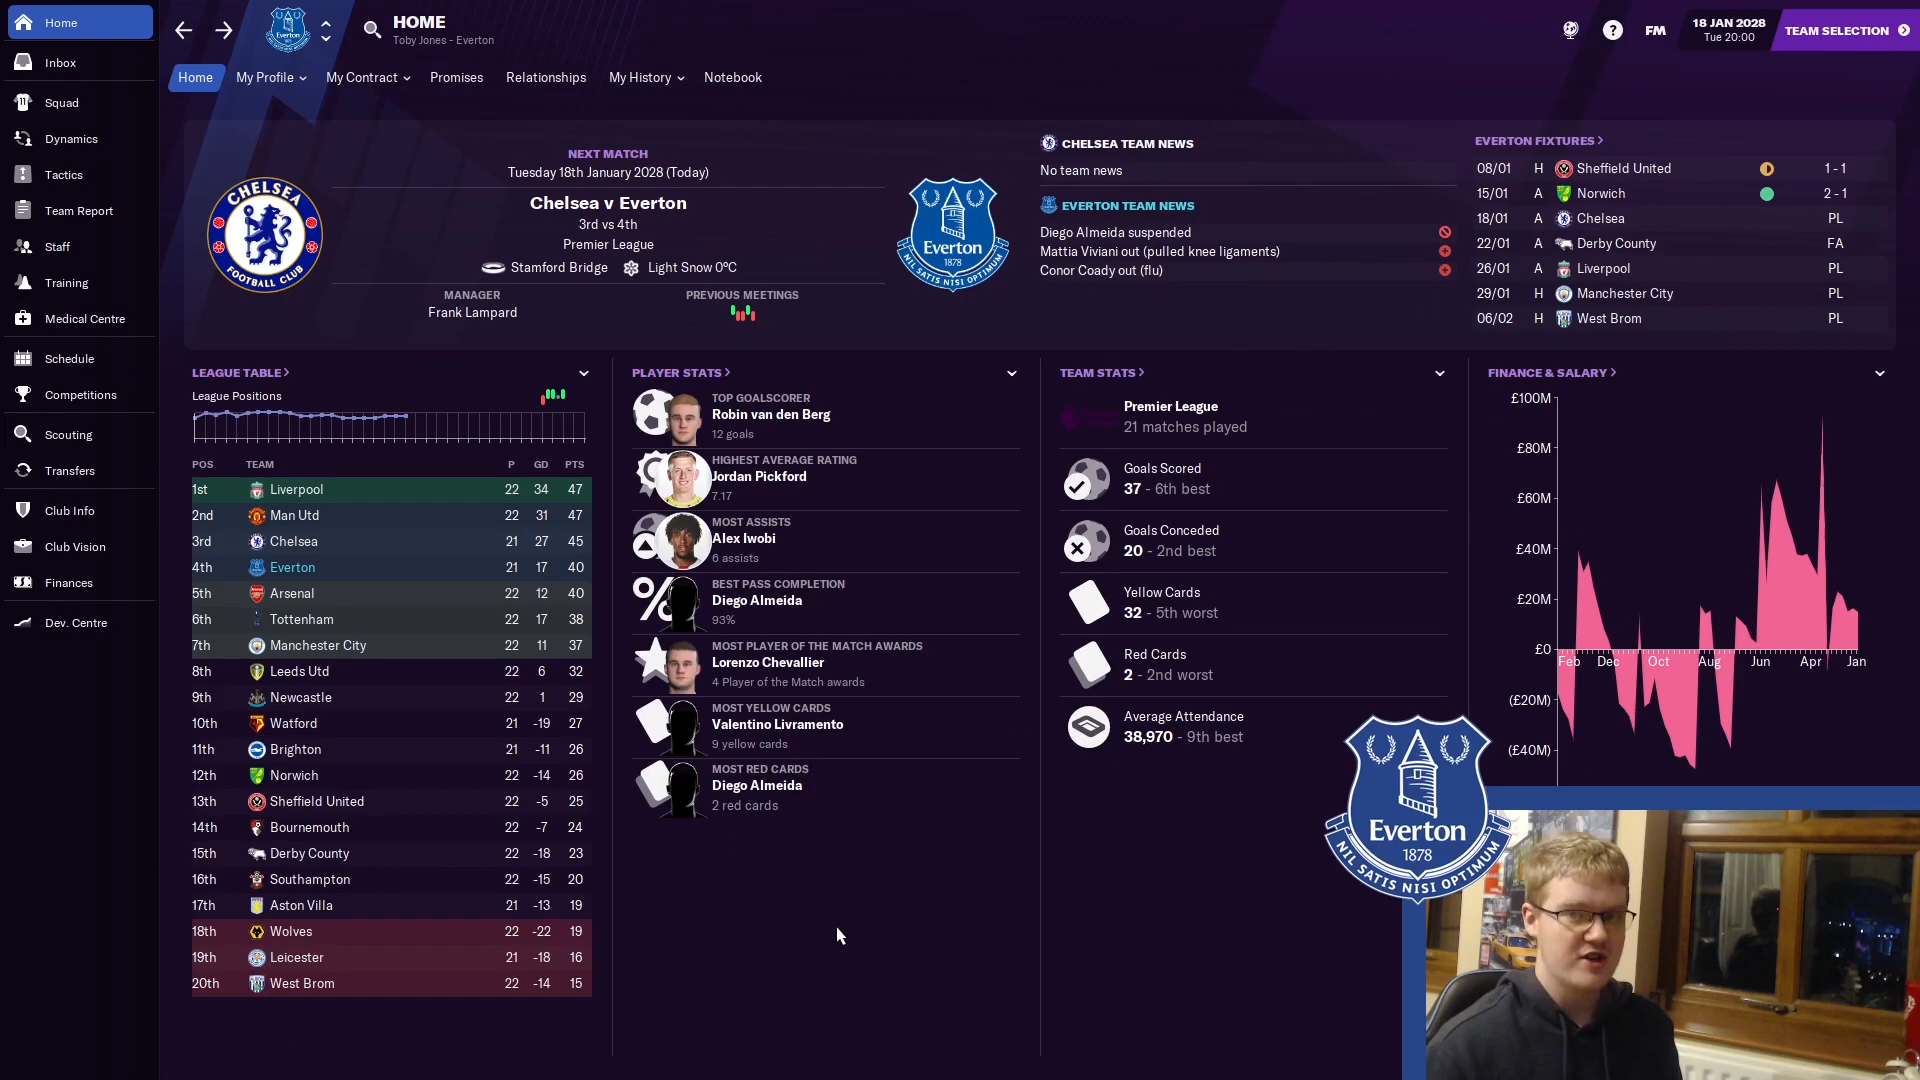 Home
Inbox
Squad
Dynamics
Tactics
Team Report
Staff
Training
Medical Centre
Schedule
Competitions
Scouting
Transfers
Club Info
Club Vision
Finances
Dev. Centre
HOME
Toby Jones - Everton
FM
18 JAN 2028
Tue 20:00
TEAM SELECTION
Home My Profile My Contract Promises Relationships My History Notebook
CHELSEA
FOOTBALL CLUB
NEXT MATCH
Tuesday 18th January 2028 (Today)
Chelsea v Everton
3rd vs 4th
Premier League
Stamford Bridge Light Snow 0ºC
MANAGER
Frank Lampard
PREVIOUS MEETINGS
Everton
1878
NIL SATIS NISI OPTIMUM
CHELSEA TEAM NEWS
No team news
EVERTON TEAM NEWS
Diego Almeida suspended
Mattia Viviani out (pulled knee ligaments)
Conor Coady out (flu)
EVERTON FIXTURES
08/01 H Sheffield United 1 - 1
15/01 A Norwich 2 - 1
18/01 A Chelsea PL
22/01 A Derby County FA
26/01 A Liverpool PL
29/01 H Manchester City PL
06/02 H West Brom PL
LEAGUE TABLE
League Positions
POS TEAM P GD PTS
1st Liverpool 22 34 47
2nd Man Utd 22 31 47
3rd Chelsea 21 27 45
4th Everton 21 17 40
5th Arsenal 22 12 40
6th Tottenham 22 17 38
7th Manchester City 22 11 37
8th Leeds Utd 22 6 32
9th Newcastle 22 1 29
10th Watford 21 -19 27
11th Brighton 21 -11 26
12th Norwich 22 -14 26
13th Sheffield United 22 -5 25
14th Bournemouth 22 -7 24
15th Derby County 22 -18 23
16th Southampton 22 -15 20
17th Aston Villa 21 -13 19
18th Wolves 22 -22 19
19th Leicester 21 -18 16
20th West Brom 22 -14 15
PLAYER STATS
TOP GOALSCORER
Robin van den Berg
12 goals
HIGHEST AVERAGE RATING
Jordan Pickford
7.17
MOST ASSISTS
Alex Iwobi
6 assists
BEST PASS COMPLETION
Diego Almeida
93%
MOST PLAYER OF THE MATCH AWARDS
Lorenzo Chevallier
4 Player of the Match awards
MOST YELLOW CARDS
Valentino Livramento
9 yellow cards
MOST RED CARDS
Diego Almeida
2 red cards
TEAM STATS
Premier League
21 matches played
Goals Scored
37 - 6th best
Goals Conceded
20 - 2nd best
Yellow Cards
32 - 5th worst
Red Cards
2 - 2nd worst
Average Attendance
38,970 - 9th best
FINANCE & SALARY
£100M
£80M
£60M
£40M
£20M
£0
(£20M)
(£40M)
Feb Dec Oct Aug Jun Apr Jan
Everton
1878
NIL SATIS NISI OPTIMUM